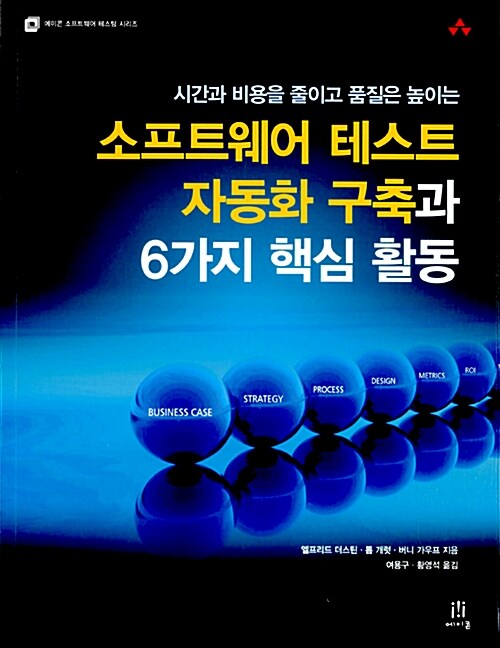 에이콘 소프트웨어 테스팅 시리즈
시간과 비용을 줄이고 품질은 높이는
소프트웨어 테스트
자동화 구축과
6가지 핵심 활동
BUSINESS CASE
STRATEGY
PROCESS
DESIGN
METRICS
ROI
엘프리드 더스틴 · 톰 개럿 · 버니 가우프 지음
여용구 · 황영석 옮김
에이콘